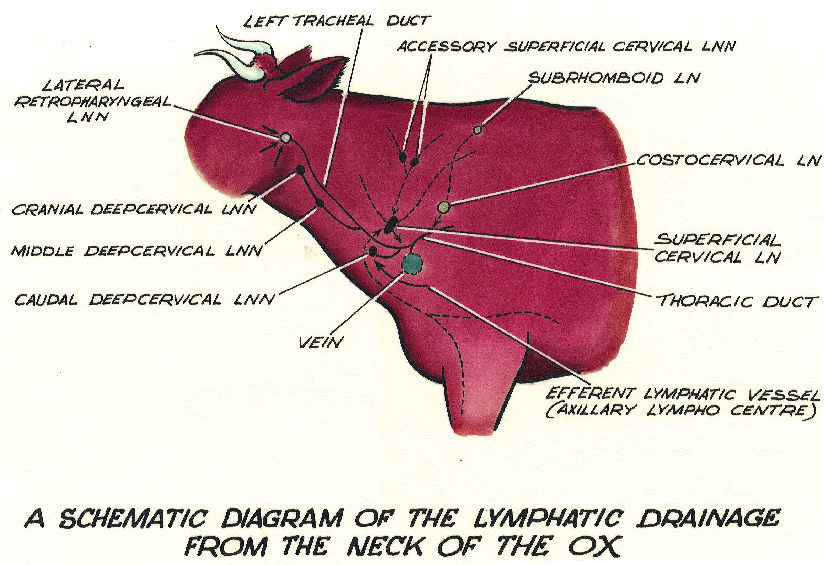 LEFT TRACHEAL DUCT
ACCESSORY SUPERFICIAL CERVICAL LNN
SUBRHOMBOID LN
LATERAL
RETROPHARYNGEAL
LNN
COSTOCERVICAL LN
CRANIAL DEEPCERVICAL LNN
MIDDLE DEEPCERVICAL LNN
SUPERFICIAL
CERVICAL LN
CAUDAL DEEPCERVICAL LNN
THORACIC DUCT
VEIN
EFFERENT LYMPHATIC VESSEL
(AXILLARY LYMPHO CENTRE)
A SCHEMATIC DIAGRAM OF THE LYMPHATIC DRAINAGE
FROM THE NECK OF THE OX